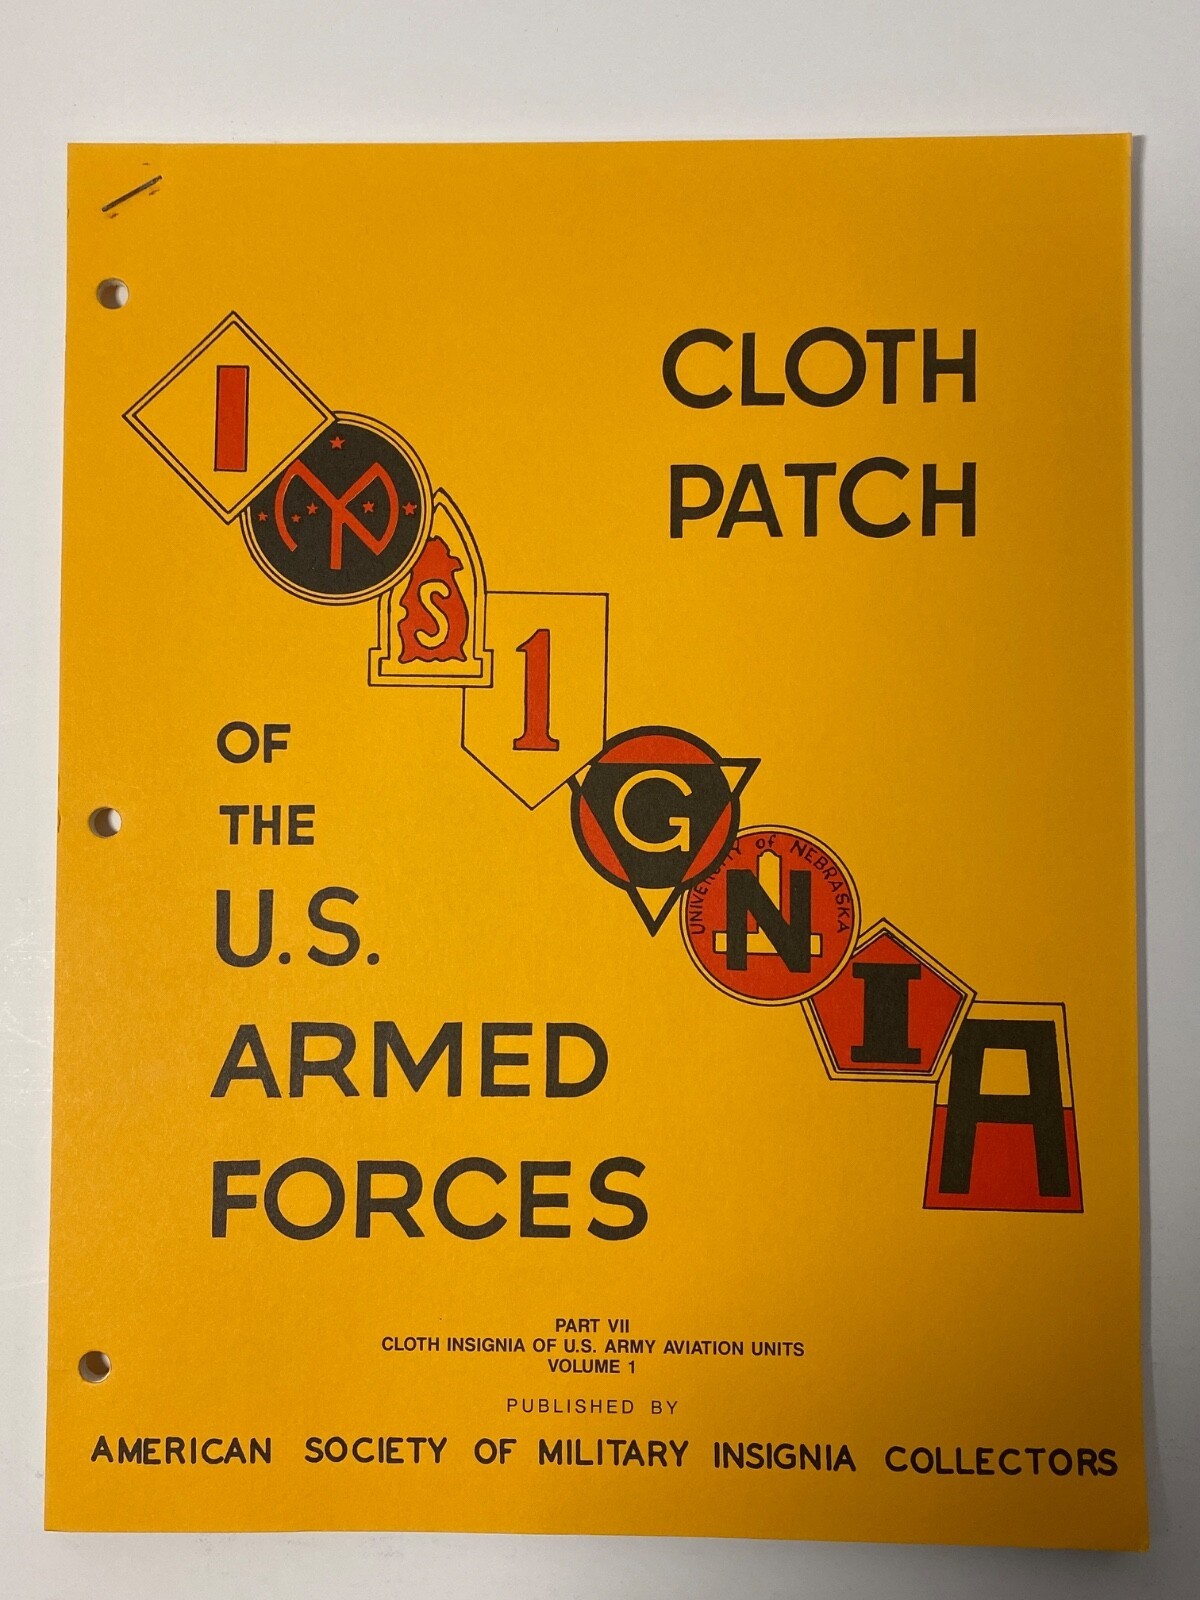 CLOTH
PATCH
I
NY
S
1
G
UNIVERSITY of NEBRASKA
N
I
A
OF
THE
U.S.
ARMED
FORCES
PART VII
CLOTH INSIGNIA OF U.S. ARMY AVIATION UNITS
VOLUME 1
PUBLISHED BY
AMERICAN SOCIETY OF MILITARY INSIGNIA COLLECTORS